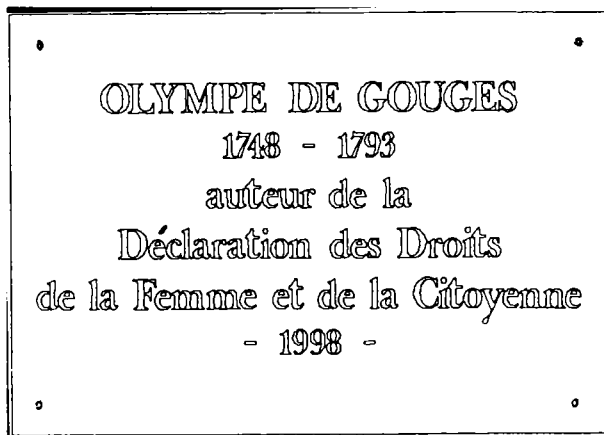 OLYMPE DE GOUGES
1748 - 1793
auteur de la
Déclaration des Droits
de la Femme et de la Citoyenne
- 1998 -